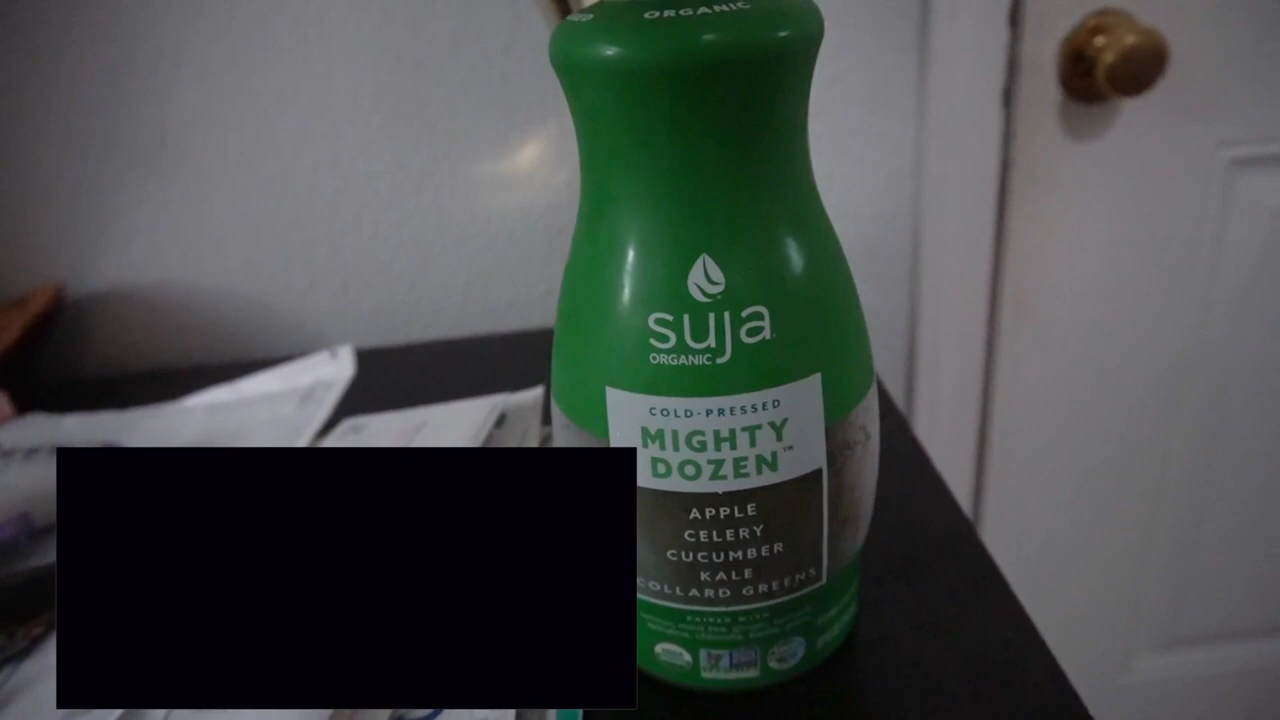 ORGANIC
suja
ORGANIC
COLD-PRESSED
MIGHTY
DOZEN™
APPLE
CELERY
CUCUMBER
KALE
COLLARD GREENS
PAIRED WITH